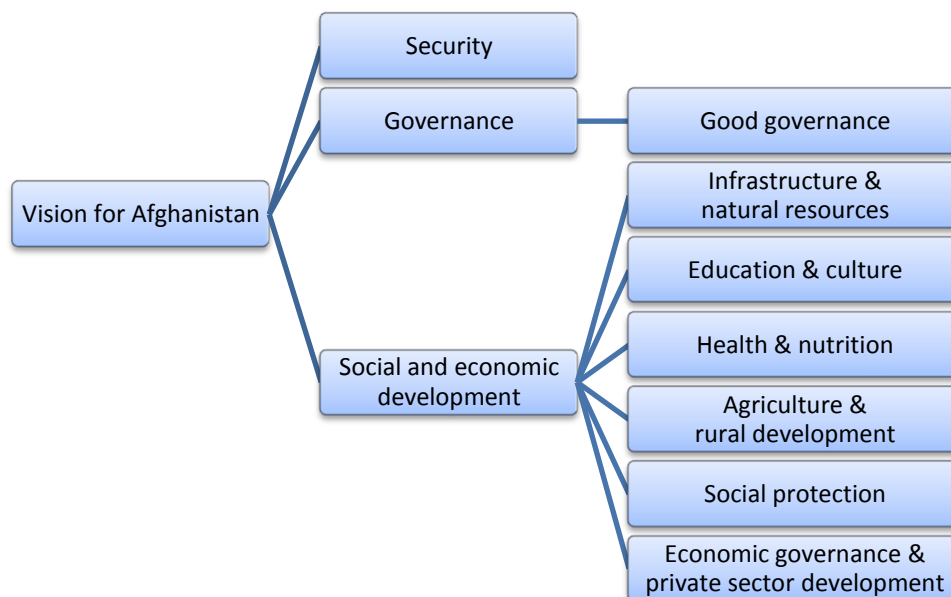 Security
Governance
Good governance
Infrastructure &
natural resources
Vision for Afghanistan
Education & culture
Health & nutrition
Social and economic
development
Agriculture &
rural development
Social protection
Economic governance &
private sector development